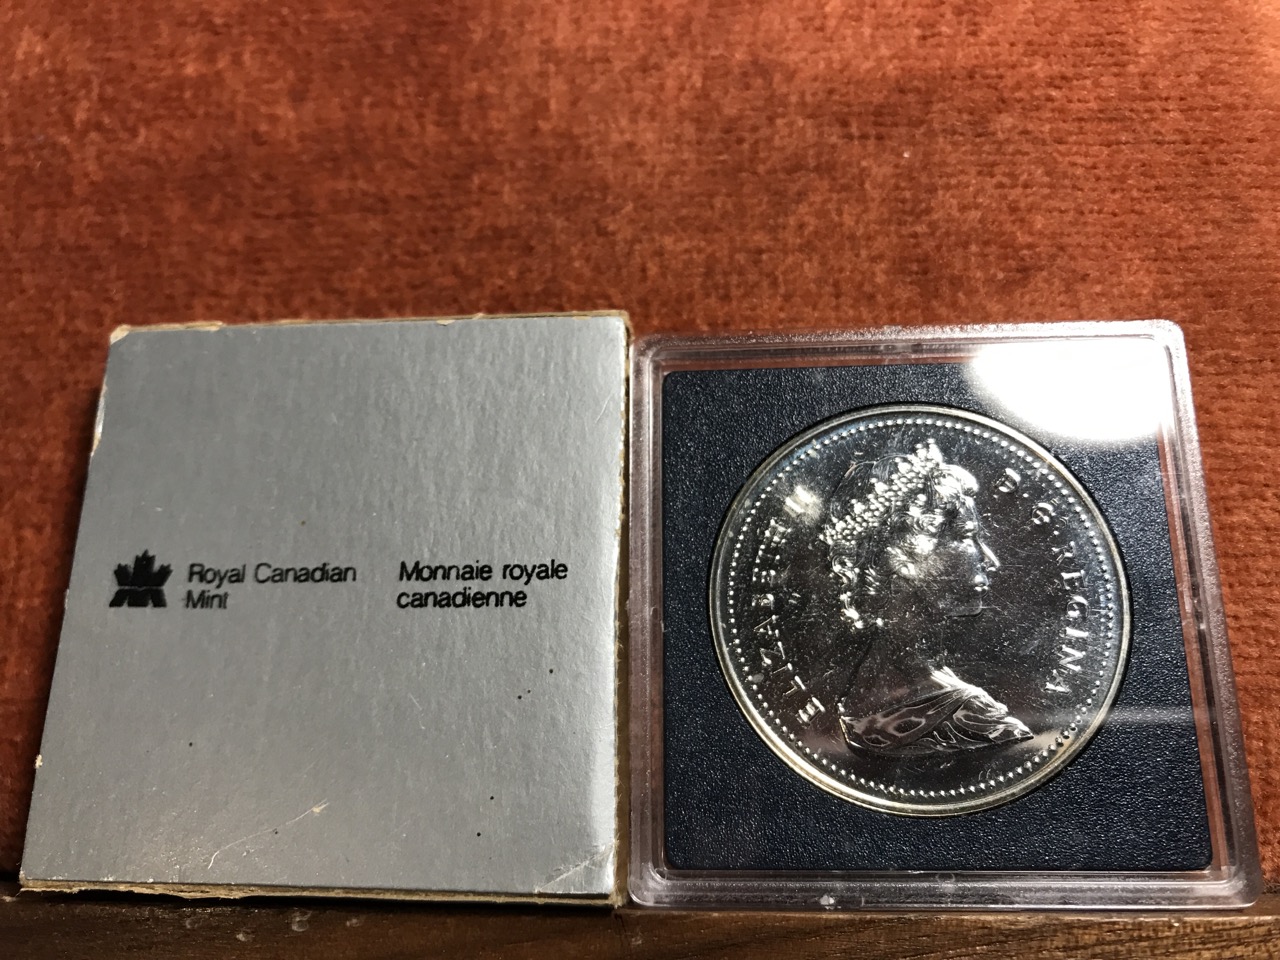 Royal Canadian
Mint
Monnaie royale
canadienne
ELIZABETH II
D·G·REGINA